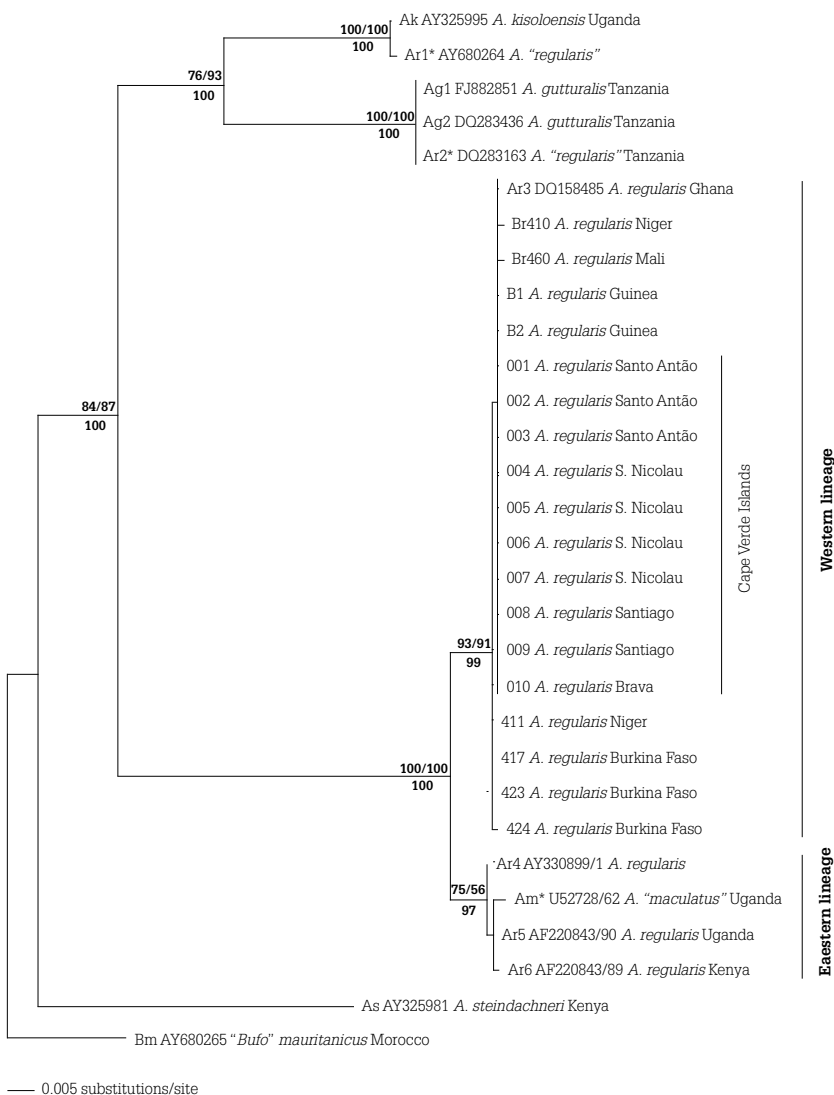 Ak AY325995 A. kisoloensis Uganda
100/100
100
Ar1* AY680264 A. “regularis”
76/93
100
Ag1 FJ882851 A. gutturalis Tanzania
100/100
100
Ag2 DQ283436 A. gutturalis Tanzania
Ar2* DQ283163 A. “regularis” Tanzania
Ar3 DQ158485 A. regularis Ghana
Br410 A. regularis Niger
Br460 A. regularis Mali
B1 A. regularis Guinea
B2 A. regularis Guinea
001 A. regularis Santo Antão
002 A. regularis Santo Antão
84/87
100
003 A. regularis Santo Antão
004 A. regularis S. Nicolau
005 A. regularis S. Nicolau
006 A. regularis S. Nicolau
007 A. regularis S. Nicolau
008 A. regularis Santiago
93/91
99
009 A. regularis Santiago
010 A. regularis Brava
Cape Verde Islands
411 A. regularis Niger
417 A. regularis Burkina Faso
100/100
100
423 A. regularis Burkina Faso
424 A. regularis Burkina Faso
Western lineage
Ar4 AY330899/1 A. regularis
75/56
97
Am* U52728/62 A. “maculatus” Uganda
Ar5 AF220843/90 A. regularis Uganda
Ar6 AF220843/89 A. regularis Kenya
Eaestern lineage
As AY325981 A. steindachneri Kenya
Bm AY680265 “Bufo” mauritanicus Morocco
0.005 substitutions/site